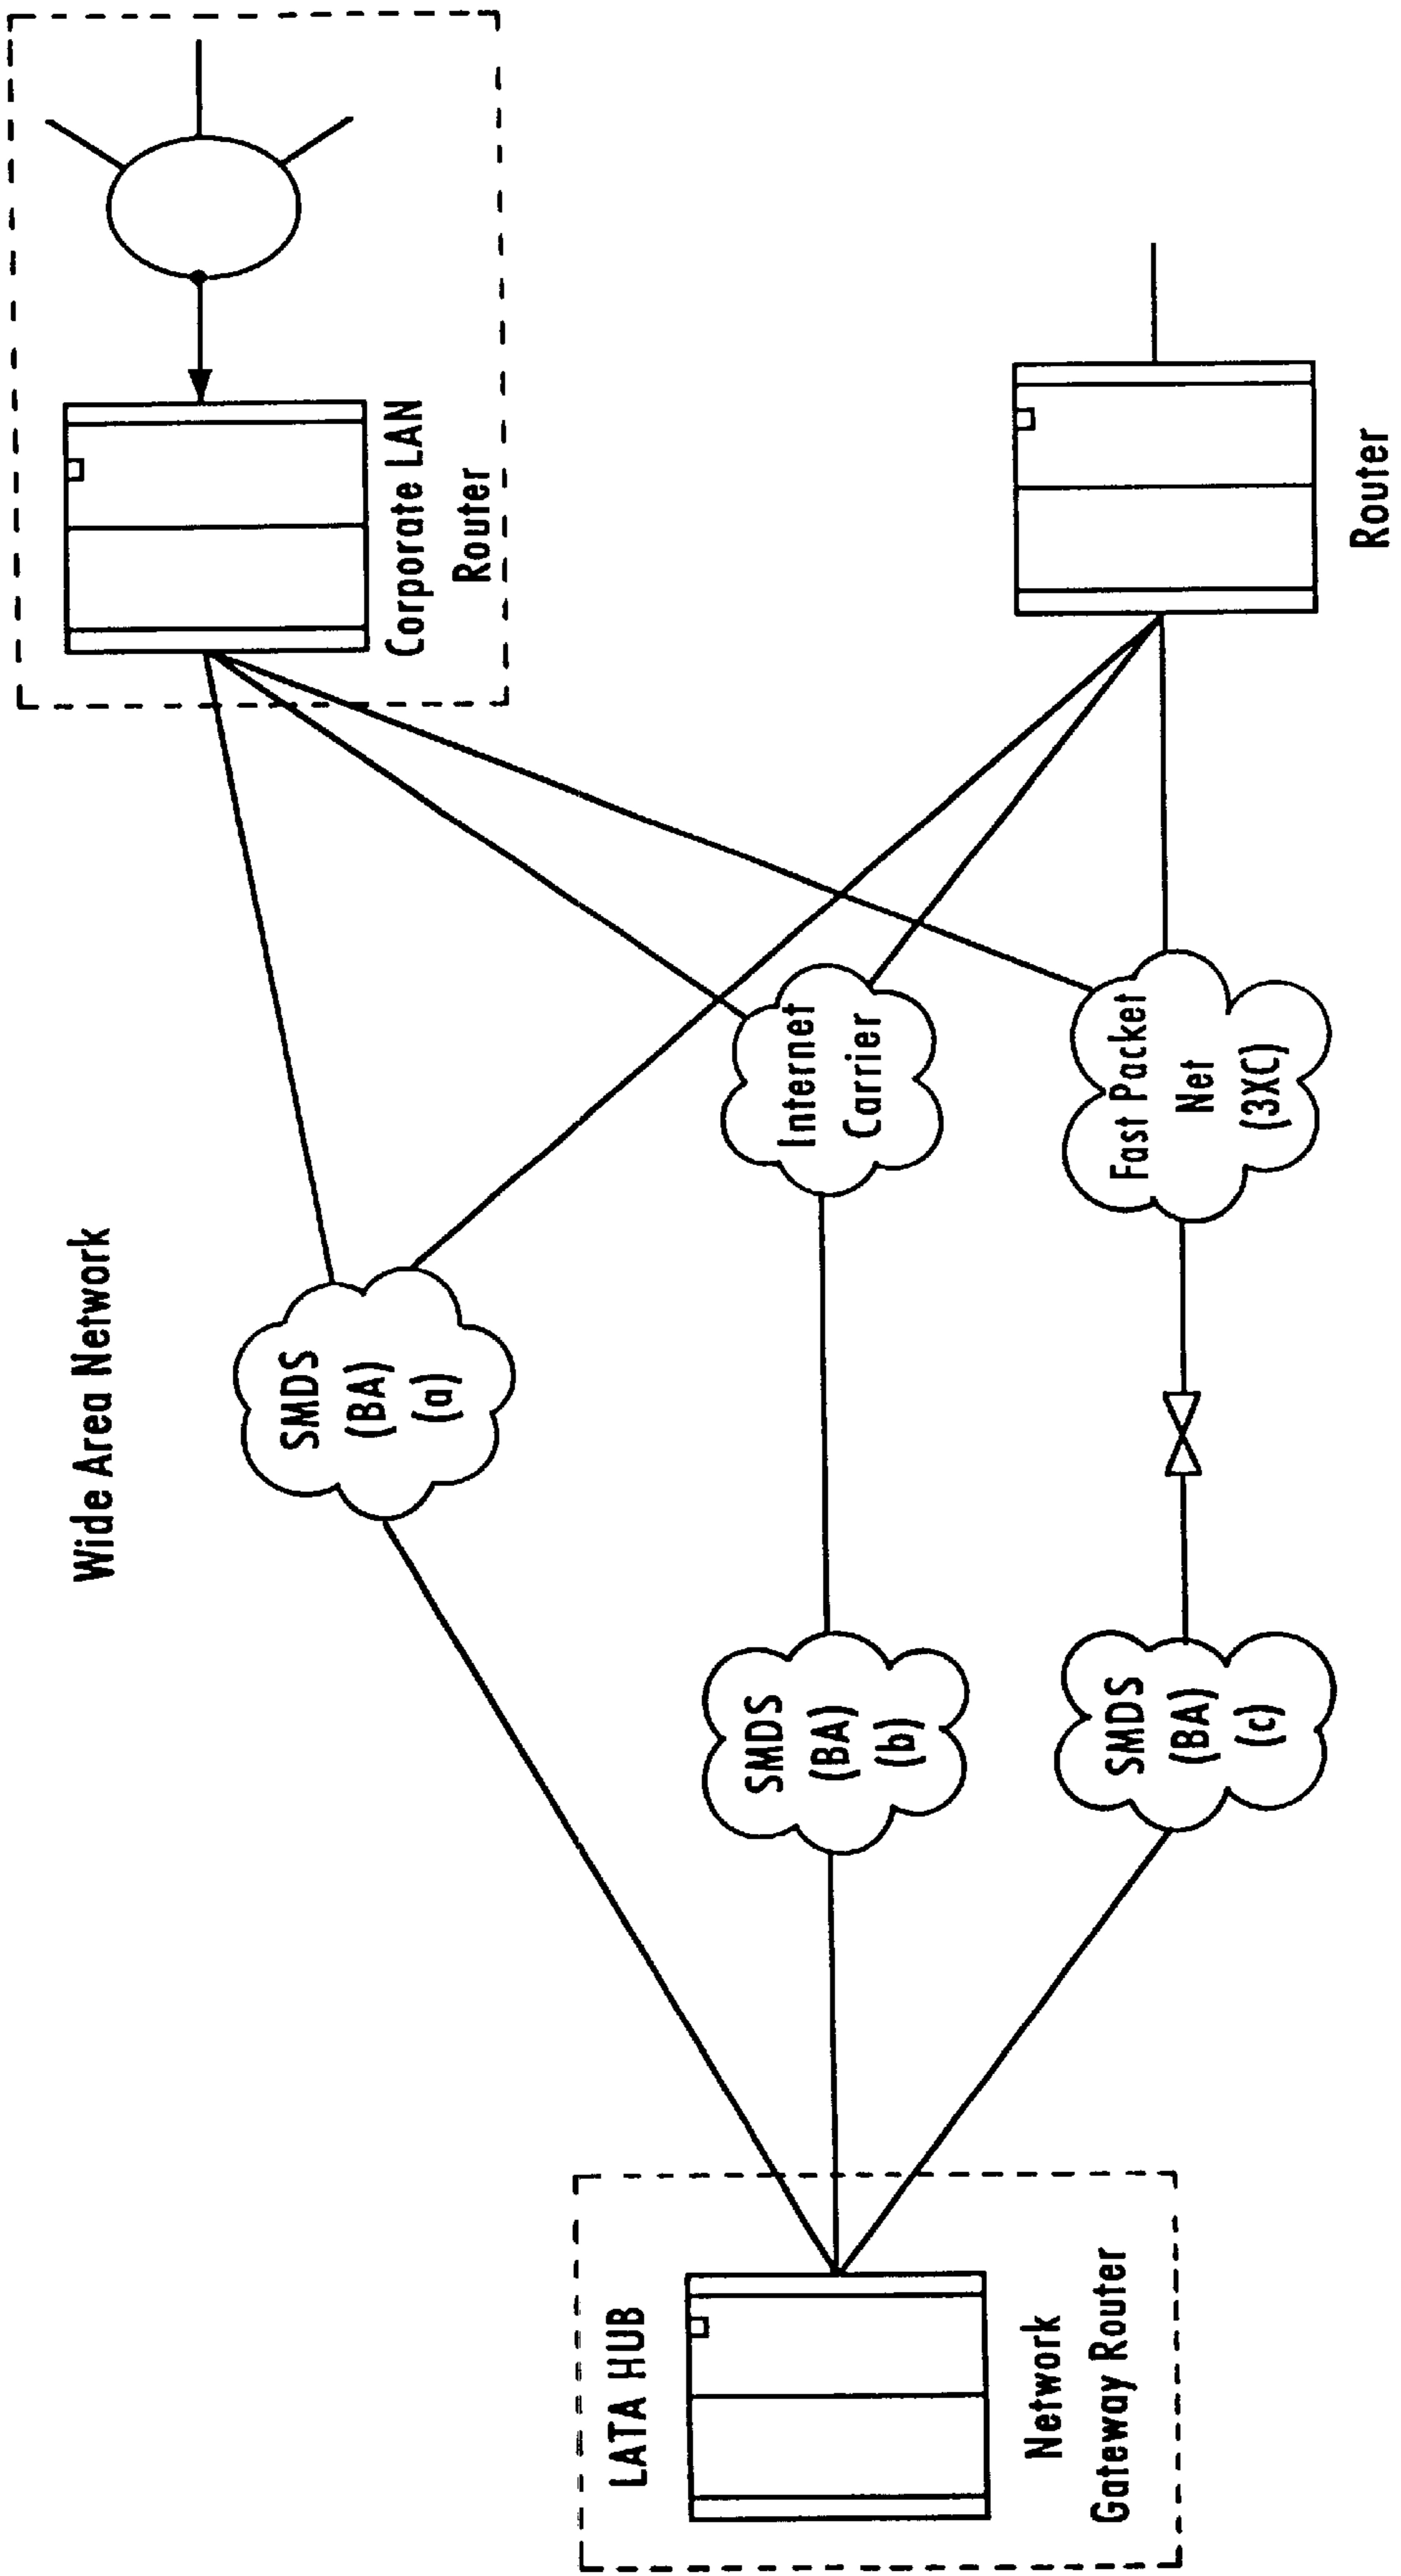 Wide Area Network
LATA HUB
Network
Gateway Router
SMDS
(BA)
(a)
SMDS
(BA)
(b)
SMDS
(BA)
(c)
Internet
Carrier
Fast Packet
Net
(3XC)
Corporate LAN
Router
Router